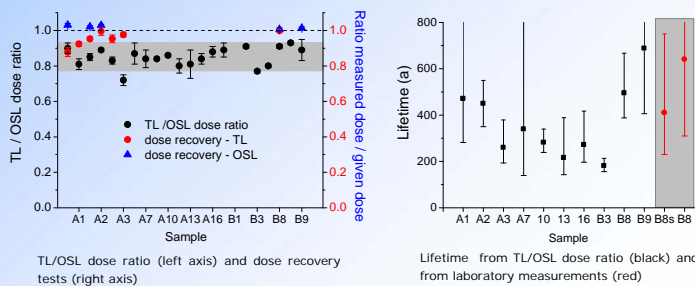 1.0
0.8
0.6
0.4
0.2
0.0
TL / OSL dose ratio
TL /OSL dose ratio
dose recovery - TL
dose recovery - OSL
1.0
0.8
0.6
0.4
0.2
0.0
Ratio measured dose / given dose
A1 A2 A3 A7 A10 A13 A16 B1 B3 B8 B9
Sample
TL/OSL dose ratio (left axis) and dose recovery
tests (right axis)
800
600
400
200
0
Lifetime (a)
A1 A2 A3 A7 10 13 16 B3 B8 B9 B8s B8
Sample
Lifetime from TL/OSL dose ratio (black) and
from laboratory measurements (red)